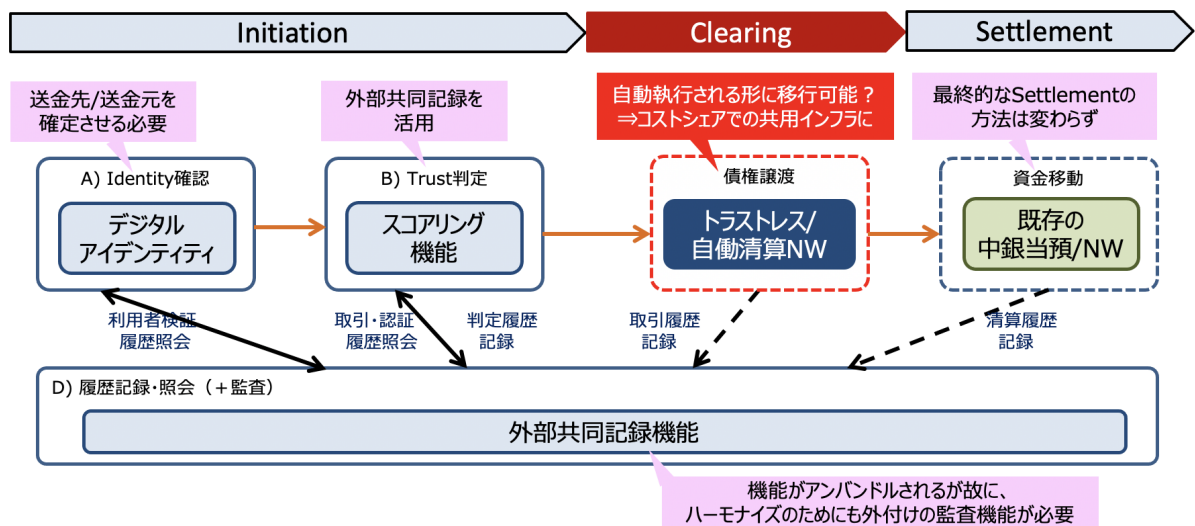 Initiation
Clearing
Settlement
送金先/送金元を
確定させる必要
外部共同記録を
活用
自動執行される形に移行可能？
⇒コストシェアでの共用インフラに
最終的なSettlementの
方法は変わらず
A) Identity確認
デジタル
アイデンティティ
B) Trust判定
スコアリング
機能
債権譲渡
トラストレス/
自働清算NW
資金移動
既存の
中銀当預/NW
利用者検証
履歴照会
取引・認証
履歴照会
判定履歴
記録
取引履歴
記録
清算履歴
記録
D) 履歴記録・照会（＋監査）
外部共同記録機能
機能がアンバンドルされるが故に、
ハーモナイズのためにも外付けの監査機能が必要